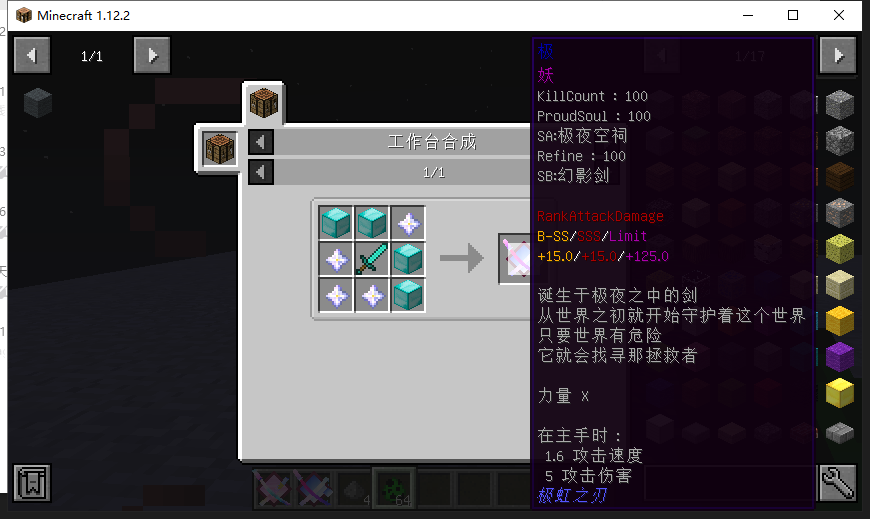 Minecraft 1.12.2
1/1
1/17
工作台合成
1/1
极
妖
KillCount : 100
ProudSoul : 100
SA:极夜空祠
Refine : 100
SB:幻影剑
RankAttackDamage
B-SS/SSS/Limit
+15.0/+15.0/+125.0
诞生于极夜之中的剑
从世界之初就开始守护着这个世界
只要世界有危险
它就会找寻那拯救者
力量 X
在主手时：
1.6 攻击速度
5 攻击伤害
极虹之刃
4
64